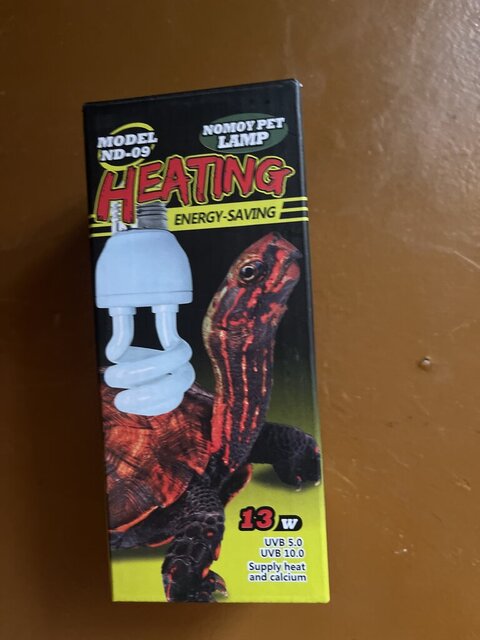 MODEL
ND-09
NOMOY PET
LAMP
HEATING
ENERGY-SAVING
13 W
UVB 5.0
UVB 10.0
Supply heat
and calcium